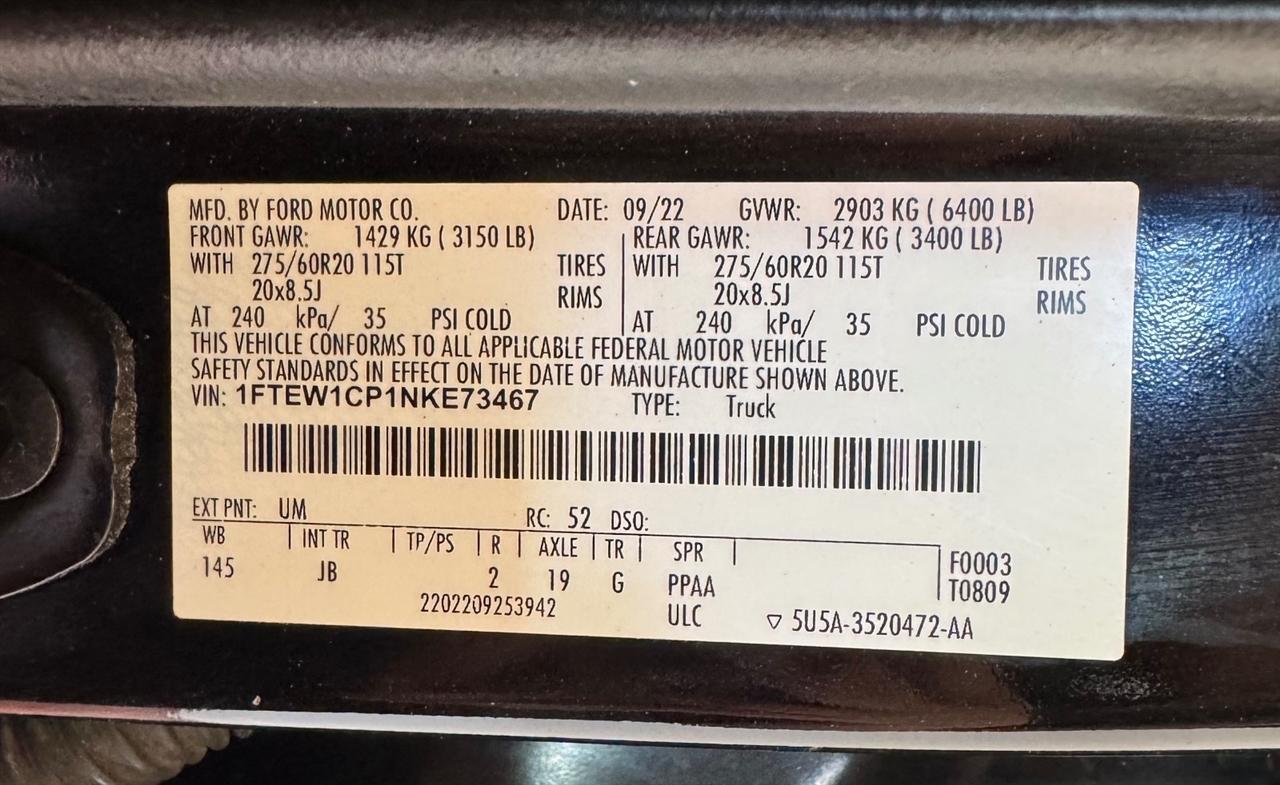 MFD. BY FORD MOTOR CO. DATE: 09/22 GVWR: 2903 KG ( 6400 LB)
FRONT GAWR: 1429 KG ( 3150 LB) REAR GAWR: 1542 KG ( 3400 LB)
WITH 275/60R20 115T TIRES WITH 275/60R20 115T TIRES
20x8.5J RIMS 20x8.5J RIMS
AT 240 kPa/ 35 PSI COLD AT 240 kPa/ 35 PSI COLD
THIS VEHICLE CONFORMS TO ALL APPLICABLE FEDERAL MOTOR VEHICLE
SAFETY STANDARDS IN EFFECT ON THE DATE OF MANUFACTURE SHOWN ABOVE.
VIN: 1FTEW1CP1NKE73467 TYPE: Truck
EXT PNT: UM RC: 52 DSO:
WB INT TR TP/PS R AXLE TR SPR F0003
145 JB 2 19 G PPAA T0809
2202209253942 ULC ▽ 5U5A-3520472-AA